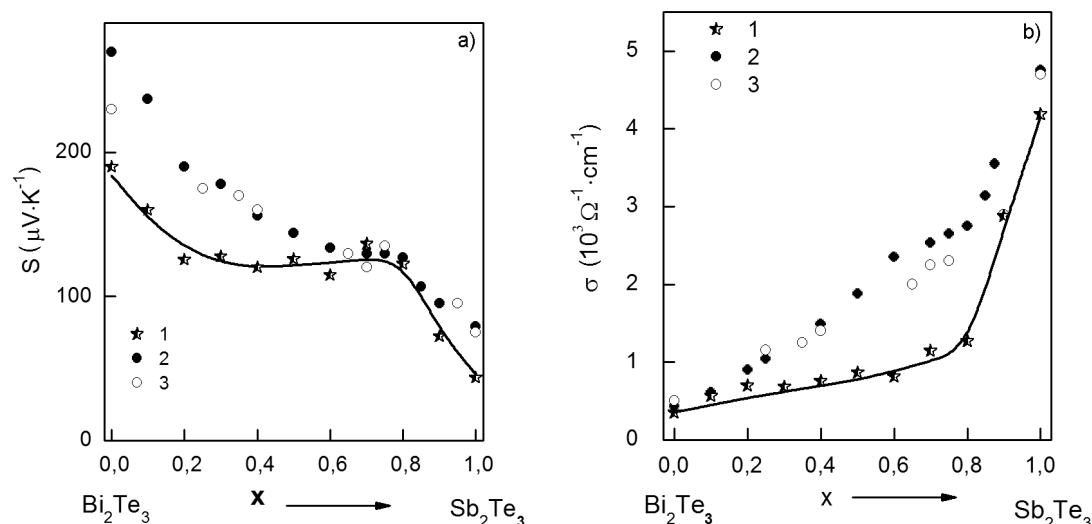 a)
S (μV·K⁻¹)
200
100
0
1
2
3
0,0 0,2 0,4 0,6 0,8 1,0
x
Bi₂Te₃ Sb₂Te₃
b)
σ (10³ Ω⁻¹·cm⁻¹)
5
4
3
2
1
0
1
2
3
0,0 0,2 0,4 0,6 0,8 1,0
x
Bi₂Te₃ Sb₂Te₃